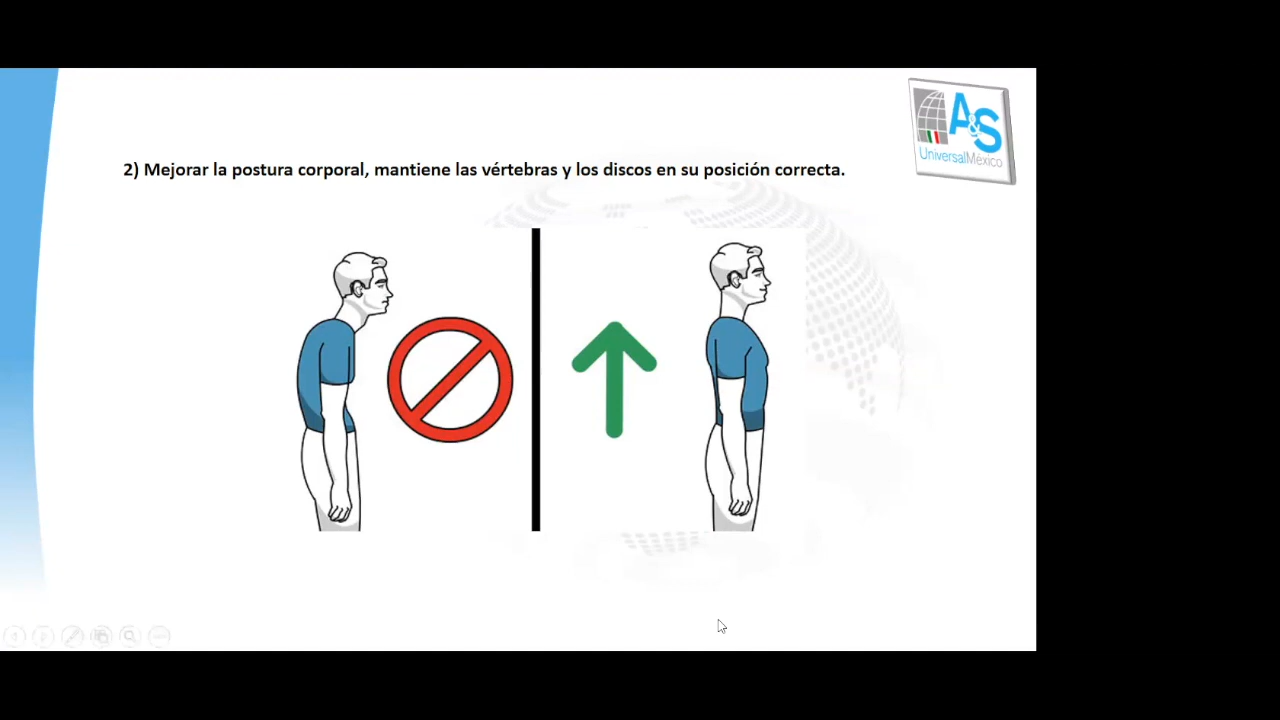 A&S
UniversalMéxico
2) Mejorar la postura corporal, mantiene las vértebras y los discos en su posición correcta.